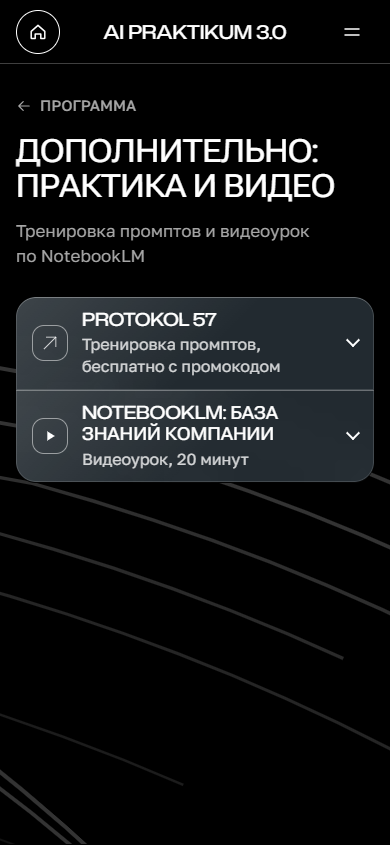 AI PRAKTIKUM 3.0
← ПРОГРАММА
ДОПОЛНИТЕЛЬНО:
ПРАКТИКА И ВИДЕО
Тренировка промптов и видеоурок
по NotebookLM
PROTOKOL 57
Тренировка промптов,
бесплатно с промокодом
NOTEBOOKLM: БАЗА
ЗНАНИЙ КОМПАНИИ
Видеоурок, 20 минут